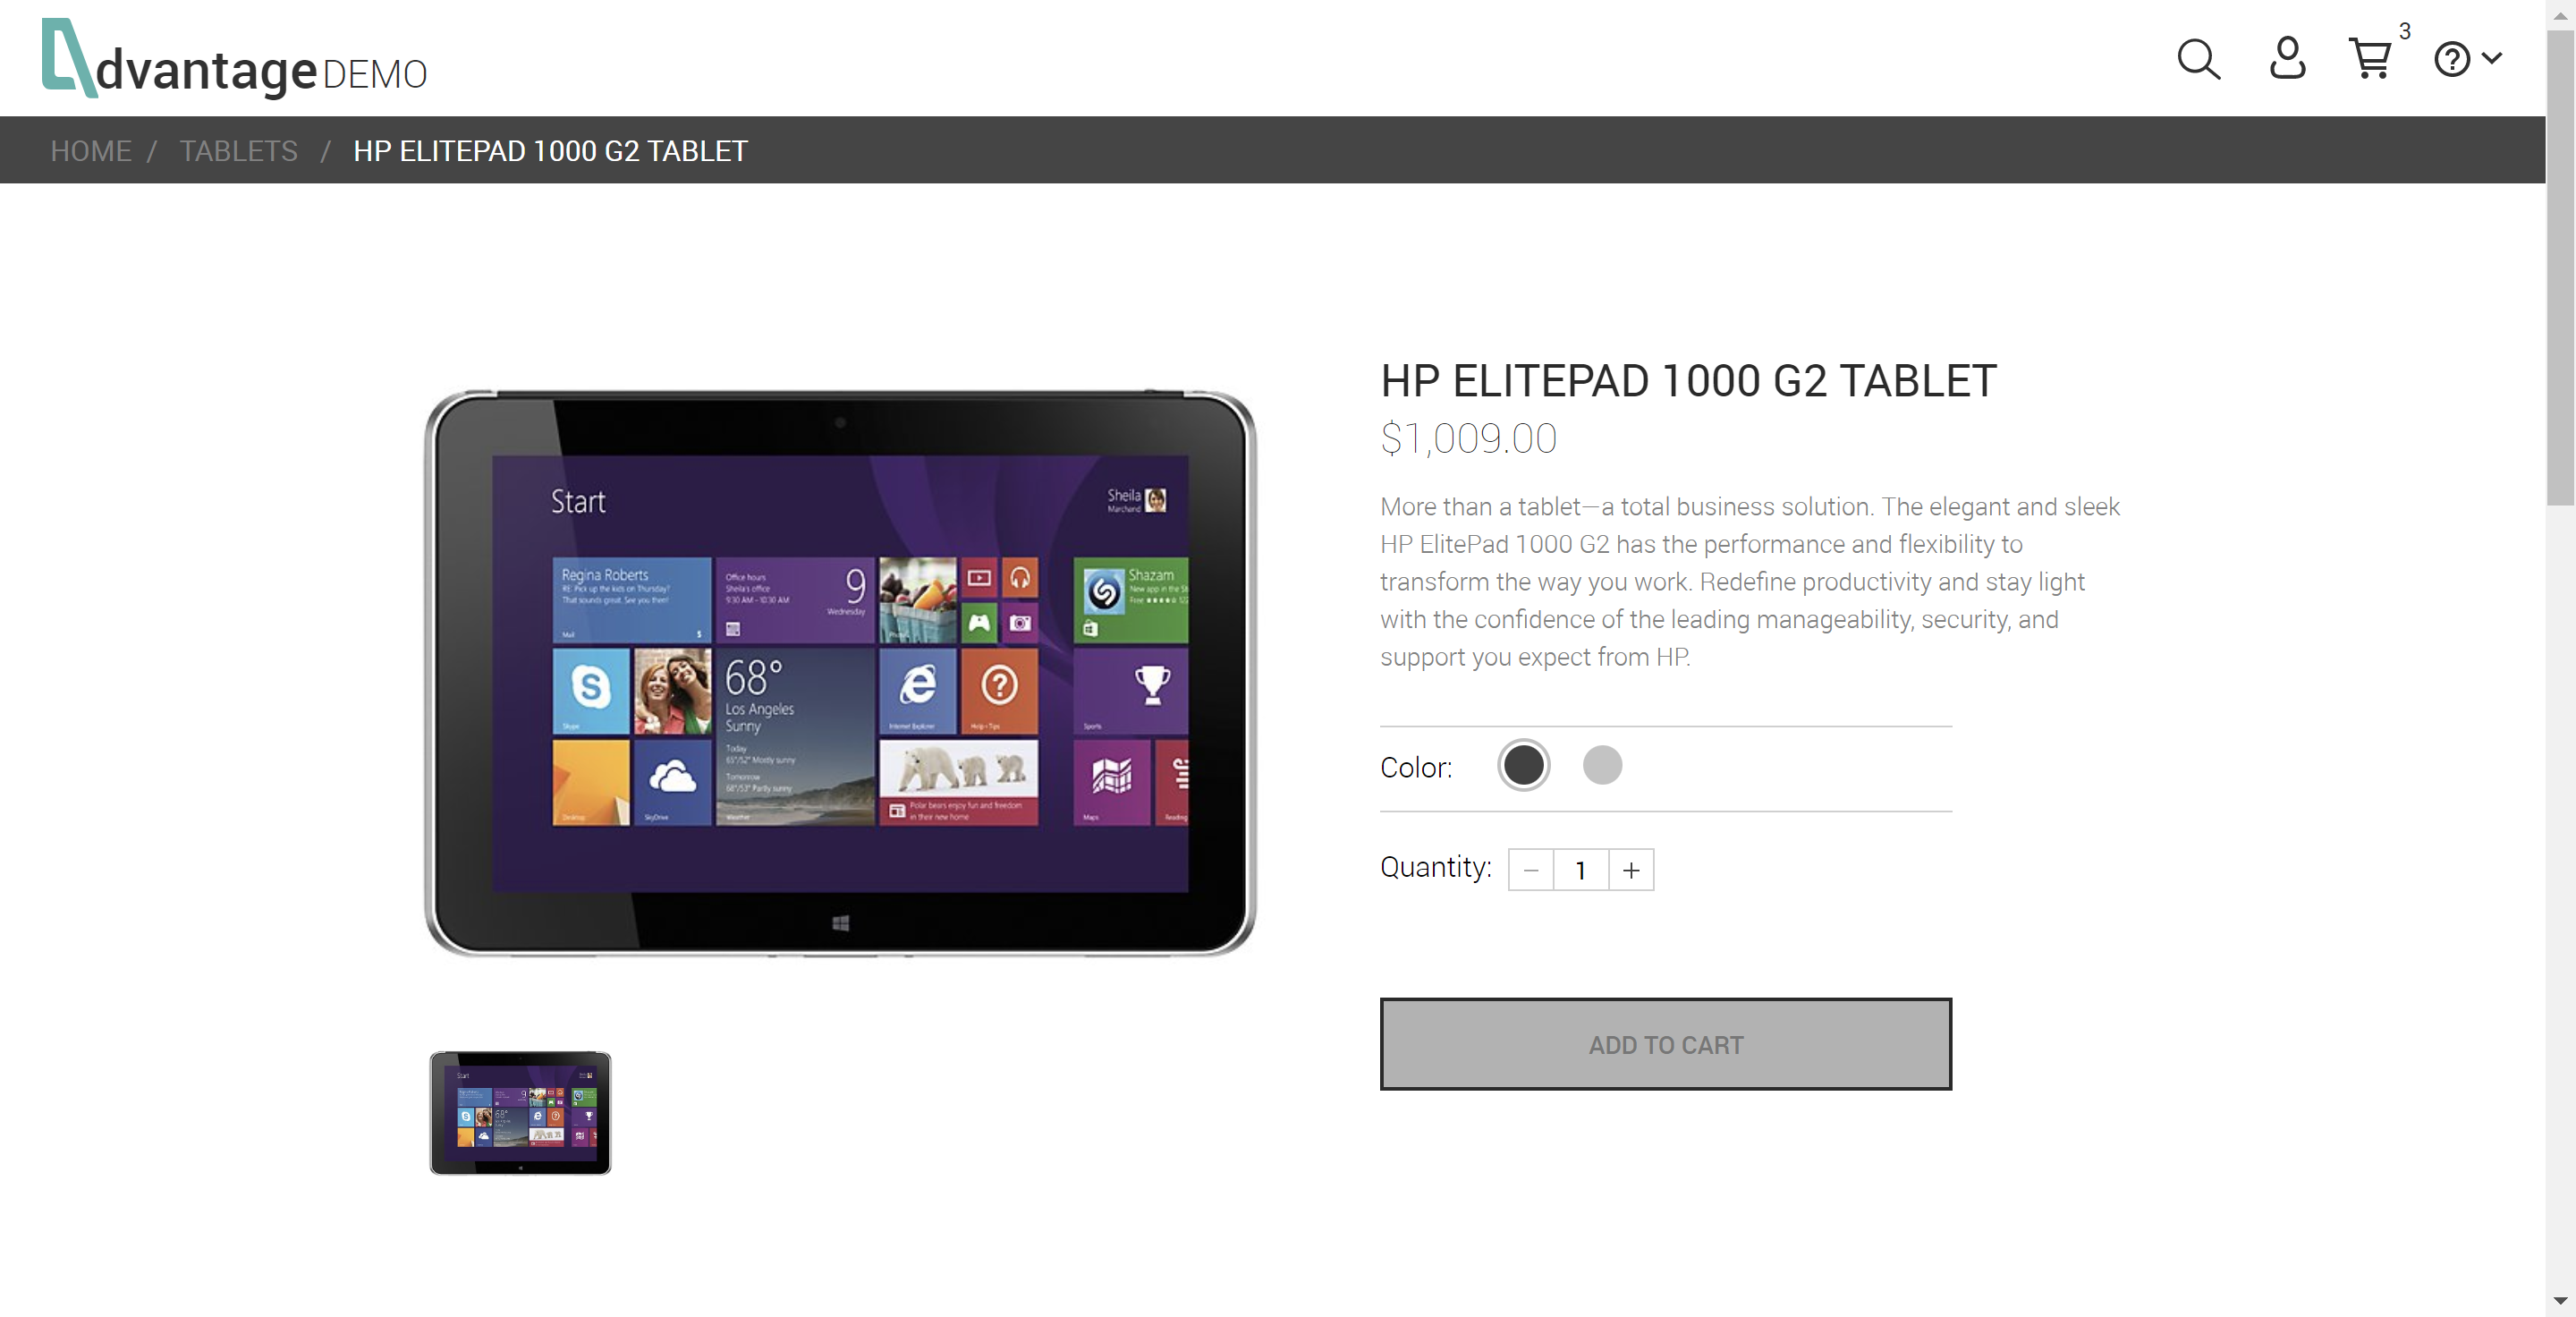 dvantage DEMO
3
HOME / TABLETS / HP ELITEPAD 1000 G2 TABLET
Start
Sheila
Marchand
Regina Roberts
RE: Pick up the kids on Thursday?
That sounds great. See you then!
Mail
Office hours
Sheila's office
9:30 AM - 10:30 AM
9
Wednesday
Shazam
New app in the St
Free
Skype
68°
Los Angeles
Sunny
Today
65°/52° Mostly sunny
Tomorrow
68°/53° Partly sunny
Weather
Internet Explorer
Help+Tips
Sports
Desktop
SkyDrive
Polar bears enjoy fun and freedom
in their new home
Maps
Reading
HP ELITEPAD 1000 G2 TABLET
$1,009.00
More than a tablet—a total business solution. The elegant and sleek
HP ElitePad 1000 G2 has the performance and flexibility to
transform the way you work. Redefine productivity and stay light
with the confidence of the leading manageability, security, and
support you expect from HP.
Color:
Quantity: − 1 +
ADD TO CART
Start
68°